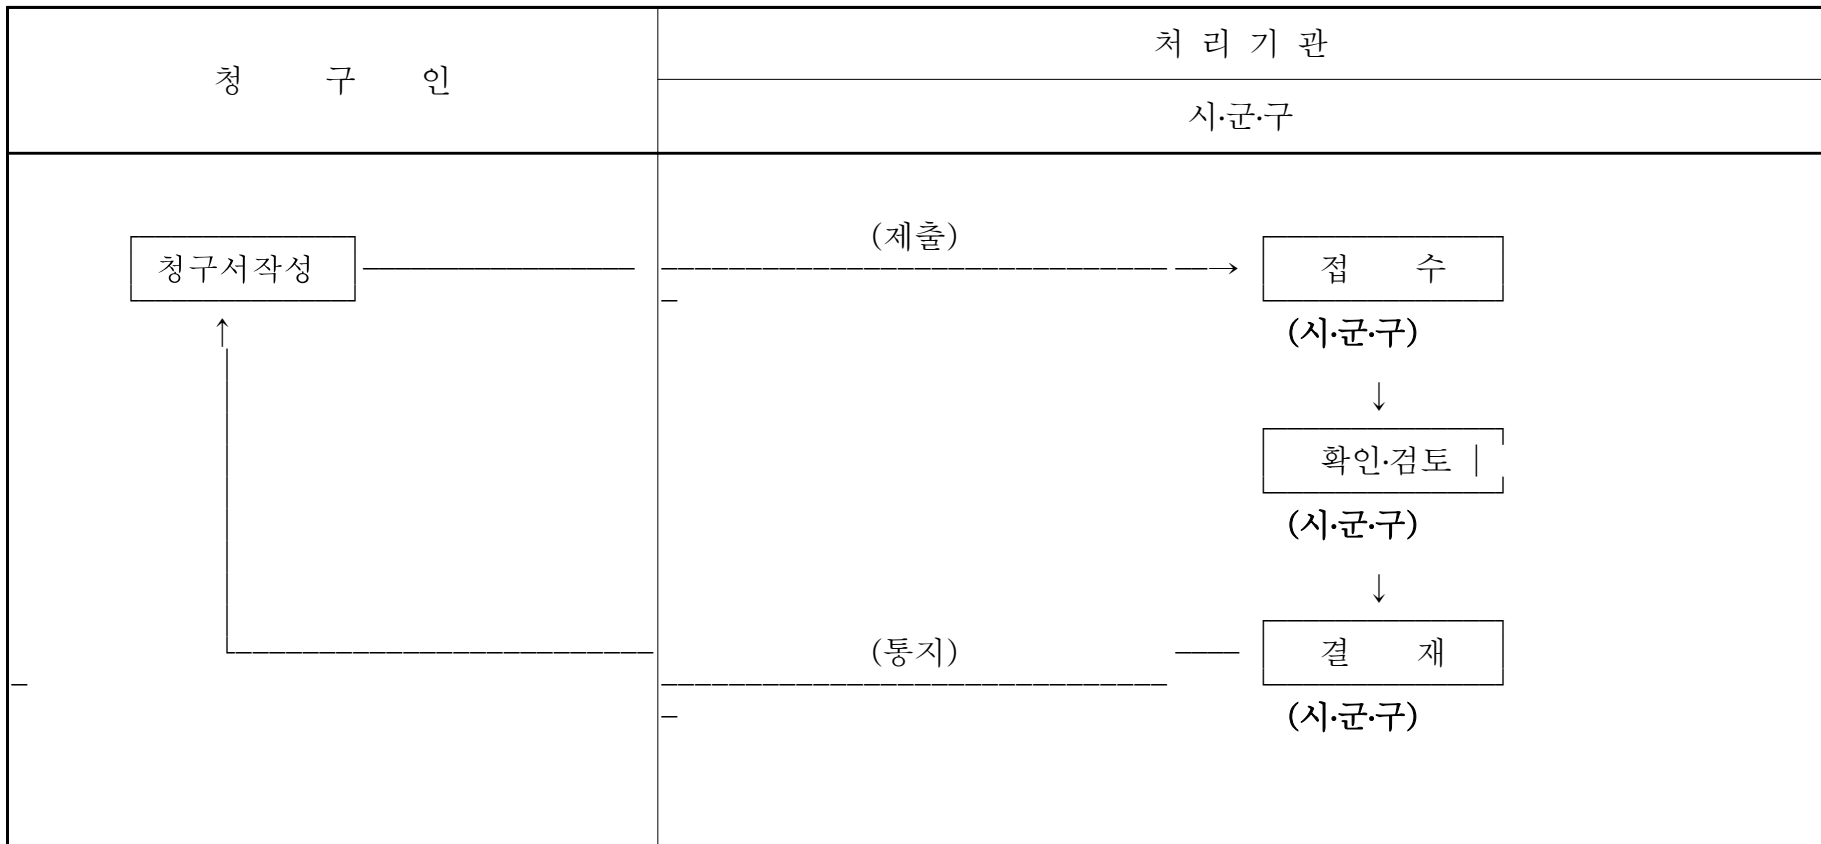 청 구 인
처 리 기 관
시·군·구
(제출)
청구서작성
→
접 수
↑
(시·군·구)
↓
확인·검토
(시·군·구)
↓
(통지)
결 재
(시·군·구)